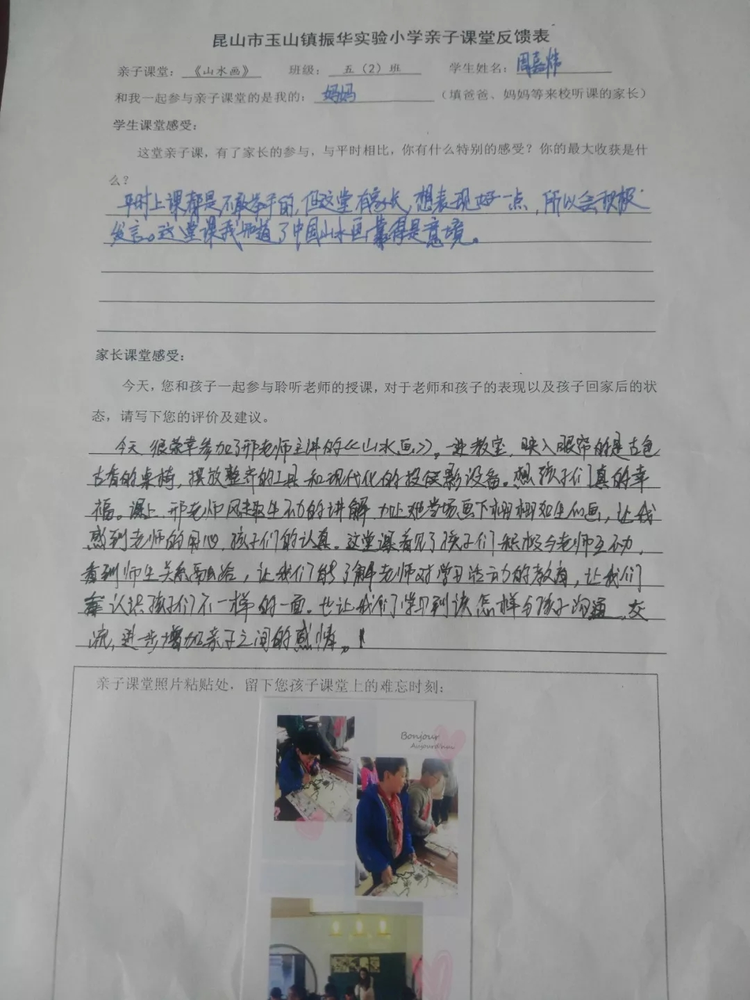 昆山市玉山镇振华实验小学亲子课堂反馈表
亲子课堂：《山水画》 班级：五（2）班 学生姓名：周嘉炜
和我一起参与亲子课堂的是我的：妈妈（填爸爸、妈妈等来校听课的家长）
学生课堂感受：
这堂亲子课，有了家长的参与，与平时相比，你有什么特别的感受？你的最大收获是什
么？
平时上课都是不敢举手的，但这堂有家长，想表现好一点，所以会积极
发言。这堂课我知道了中国山水画靠得是意境。
家长课堂感受：
今天，您和孩子一起参与聆听老师的授课，对于老师和孩子的表现以及孩子回家后的状
态，请写下您的评价及建议。
今天很荣幸参加了邢老师主讲的《山水画》。一进教室，映入眼帘的是古色
古香的桌椅，摆放整齐的工具和现代化的投影设备。想孩子们真的幸
福。课上，邢老师风趣生动的讲解，加上她当场画下栩栩如生的画，让我
感到老师的用心，孩子们的认真。这堂课看见了孩子们积极与老师互动，
看到师生关系融洽，让我们能了解老师对学习活动的教育，让我们
认识孩子们不一样的一面。也让我们学习到该怎样与孩子沟通，交
流，进步增加亲子之间的感情。！
亲子课堂照片粘贴处，留下您孩子课堂上的难忘时刻：
Bonjour
Aujourd'hui